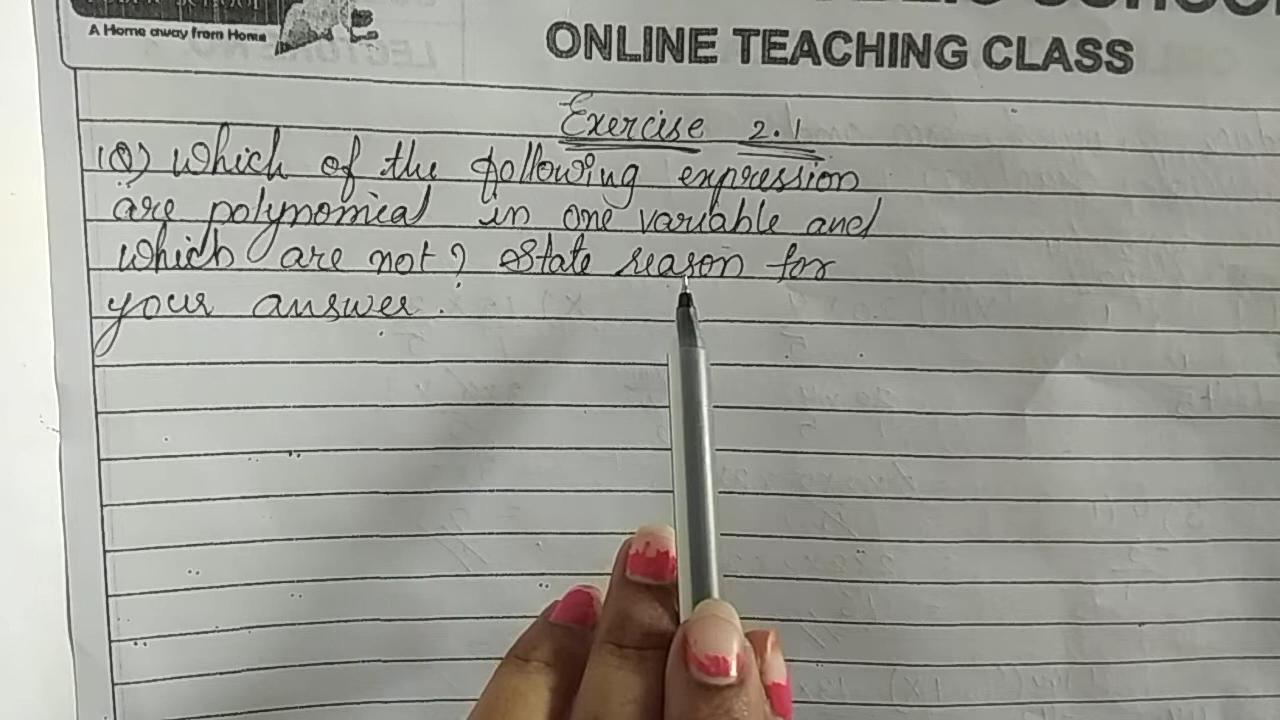 A Home away from Home
ONLINE TEACHING CLASS
Exercise 2.1
1Q) Which of the following expression
are polynomical in one variable and
which are not? State reason for
your answer.